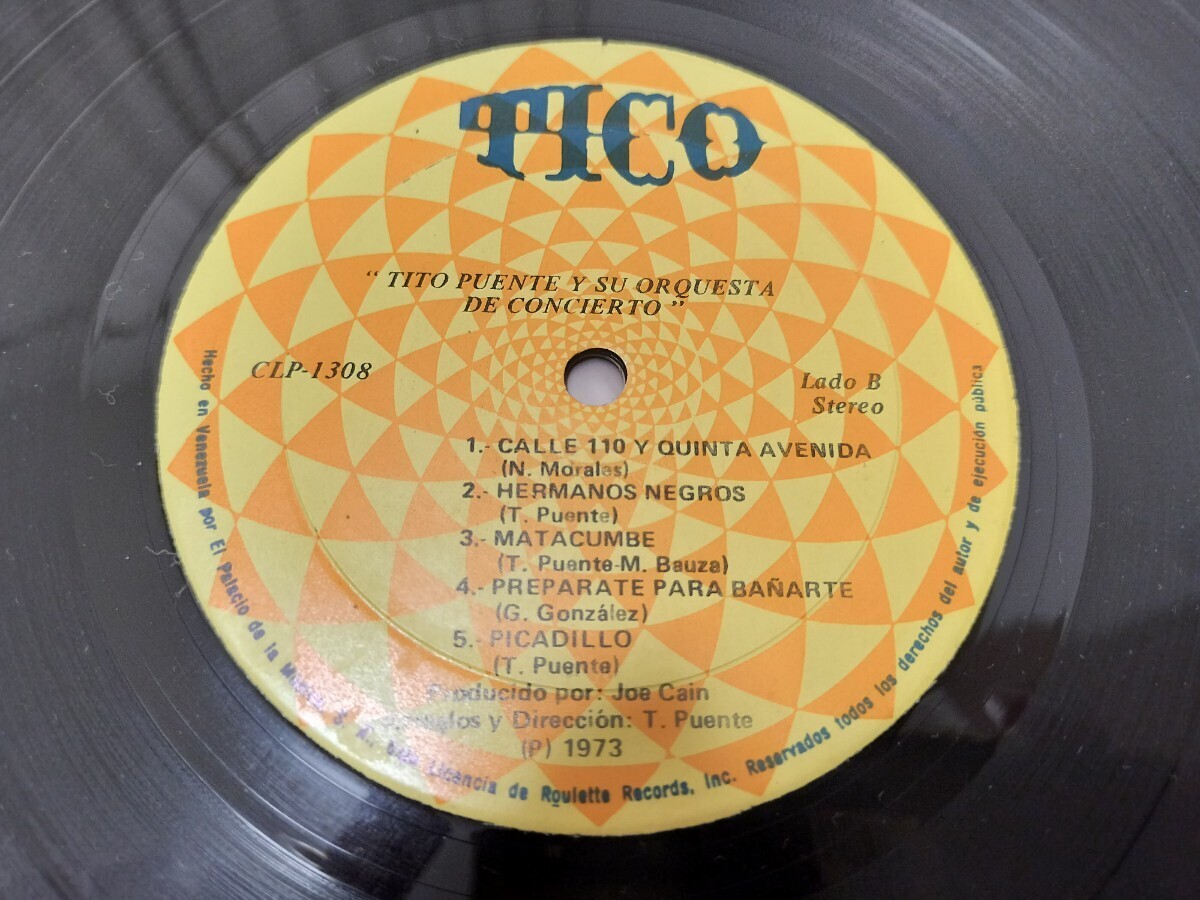 TICO
“ TITO PUENTE Y SU ORQUESTA
DE CONCIERTO ”
CLP-1308
Lado B
Stereo
1.- CALLE 110 Y QUINTA AVENIDA
(N. Morales)
2.- HERMANOS NEGROS
(T. Puente)
3.- MATACUMBE
(T. Puente-M. Bauza)
4.- PREPARATE PARA BAÑARTE
(G. González)
5.- PICADILLO
(T. Puente)
Producido por: Joe Cain
y Dirección: T. Puente
(P) 1973
Hecho en Venezuela por El Palacio de la S. A. Licencia de Roulette Records, Inc. Reservados todos los derechos del autor y de ejecución pública